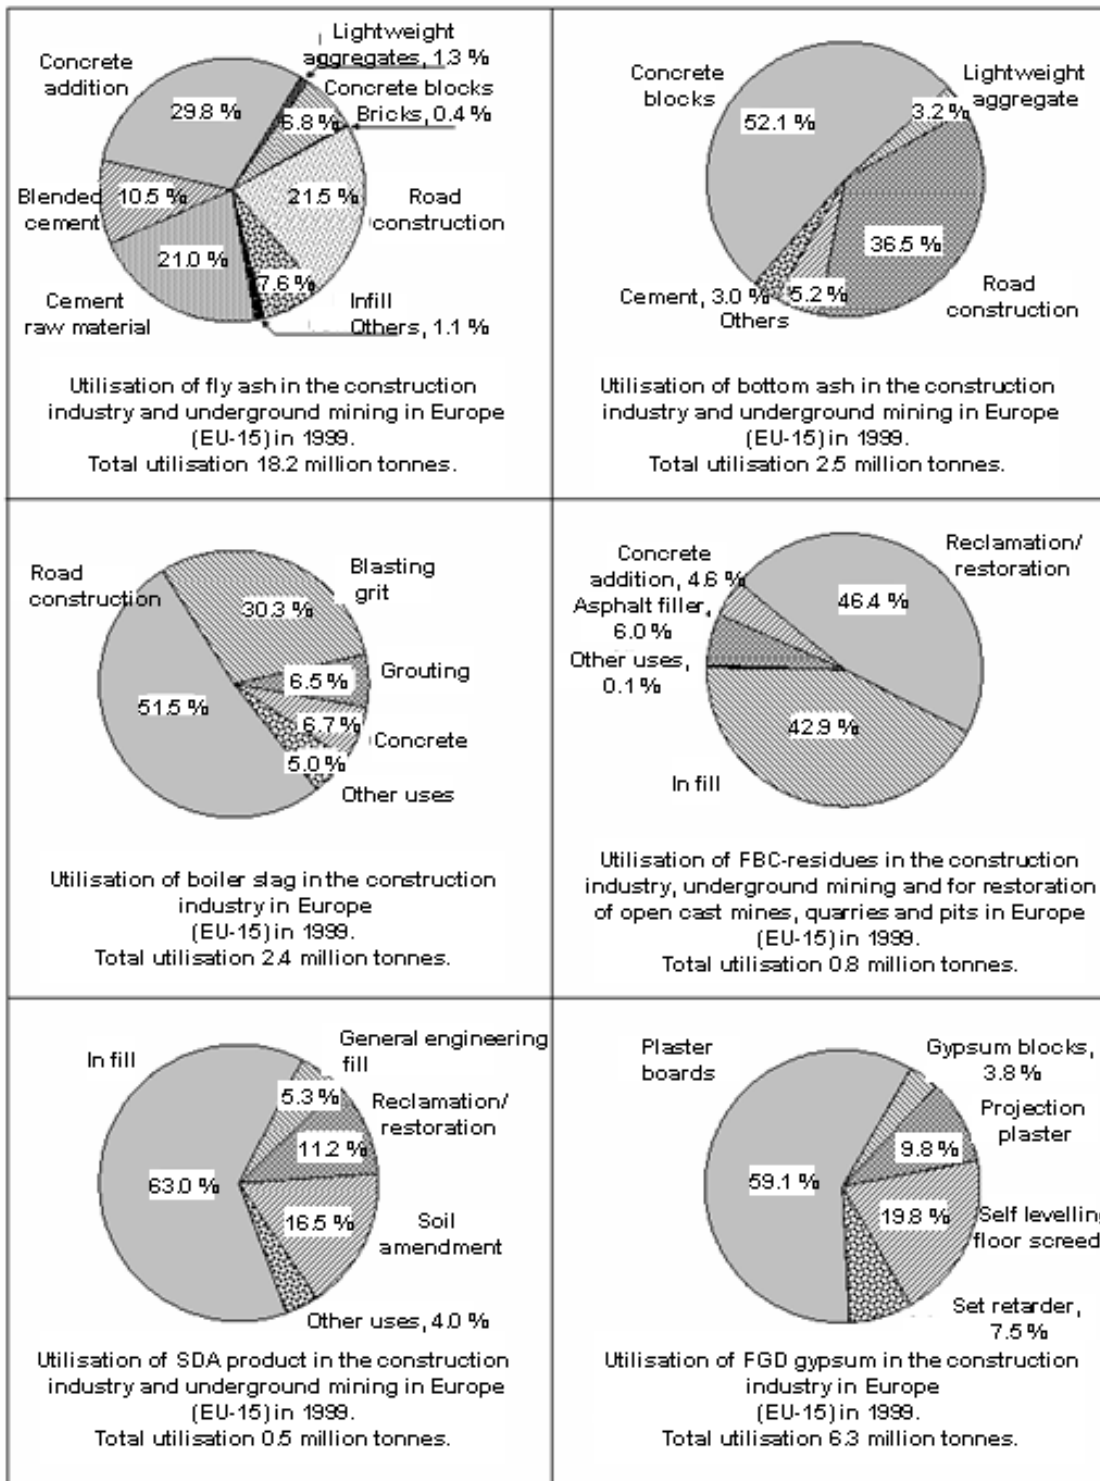 Lightweight
aggregates, 1.3 %
Concrete
addition
Concrete blocks
Bricks, 0.4 %
29.8 %
6.8 %
Blended
cement
10.5 %
21.5 %
Road
construction
21.0 %
7.6 %
Cement
raw material
Infill
Others, 1.1 %
Utilisation of fly ash in the construction
industry and underground mining in Europe
(EU-15) in 1999.
Total utilisation 18.2 million tonnes.
Concrete
blocks
Lightweight
aggregate
52.1 %
3.2 %
36.5 %
Road
construction
Cement, 3.0 %
5.2 %
Others
Utilisation of bottom ash in the construction
industry and underground mining in Europe
(EU-15) in 1999.
Total utilisation 2.5 million tonnes.
Road
construction
Blasting
grit
30.3 %
6.5 %
Grouting
51.5 %
6.7 %
Concrete
5.0 %
Other uses
Utilisation of boiler slag in the construction
industry in Europe
(EU-15) in 1999.
Total utilisation 2.4 million tonnes.
Concrete
addition, 4.6 %
Reclamation/
restoration
46.4 %
Asphalt filler,
6.0 %
Other uses,
0.1 %
42.9 %
In fill
Utilisation of FBC-residues in the construction
industry, underground mining and for restoration
of open cast mines, quarries and pits in Europe
(EU-15) in 1999.
Total utilisation 0.8 million tonnes.
In fill
General engineering
fill
5.3 %
Reclamation/
restoration
11.2 %
63.0 %
16.5 %
Soil
amendment
Other uses, 4.0 %
Utilisation of SDA product in the construction
industry and underground mining in Europe
(EU-15) in 1999.
Total utilisation 0.5 million tonnes.
Plaster
boards
Gypsum blocks,
3.8 %
Projection
plaster
9.8 %
59.1 %
19.8 %
Self levelling
floor screed
Set retarder,
7.5 %
Utilisation of FGD gypsum in the construction
industry in Europe
(EU-15) in 1999.
Total utilisation 6.3 million tonnes.